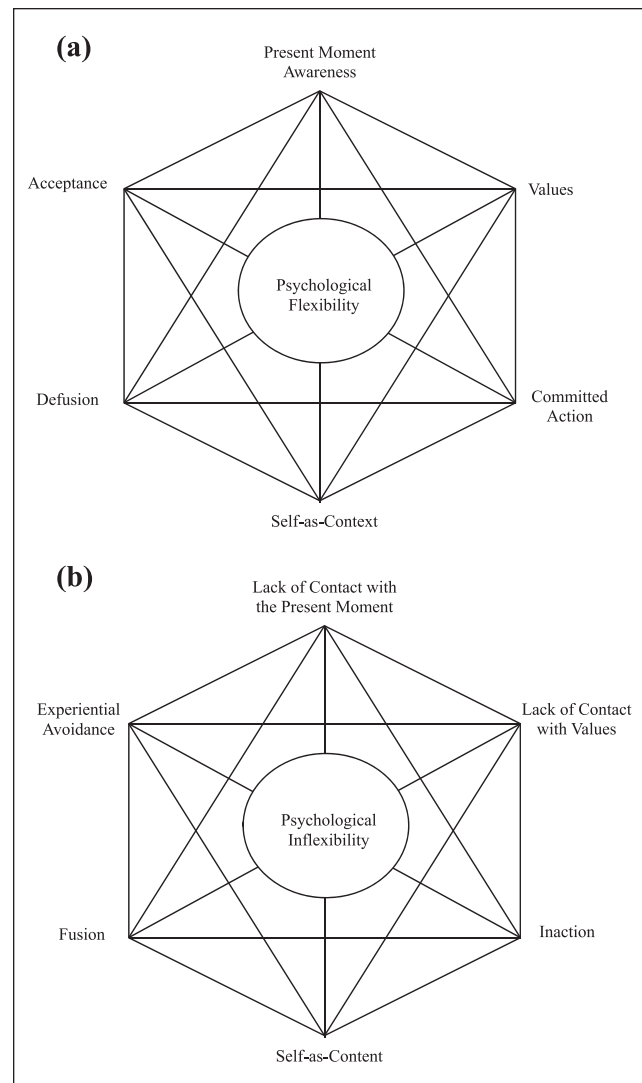 (a)
Present Moment
Awareness
Acceptance
Values
Psychological
Flexibility
Defusion
Committed
Action
Self-as-Context
(b)
Lack of Contact with
the Present Moment
Experiential
Avoidance
Lack of Contact
with Values
Psychological
Inflexibility
Fusion
Inaction
Self-as-Content